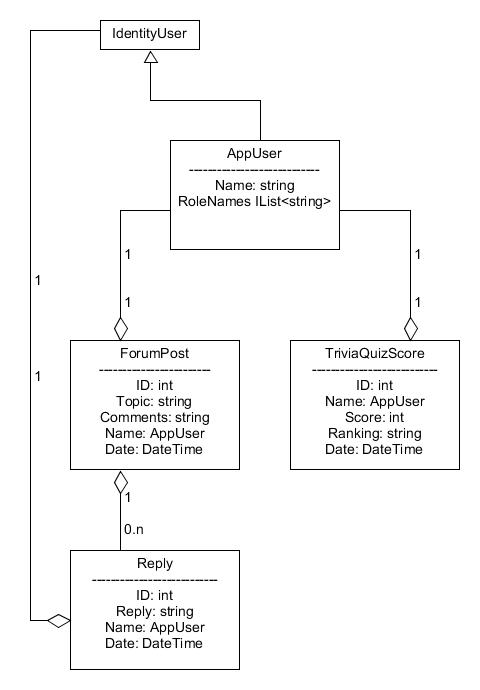 IdentityUser
AppUser
----------------------------
Name: string
RoleNames IList<string>
1
1
1
1
1
1
ForumPost
------------------------
ID: int
Topic: string
Comments: string
Name: AppUser
Date: DateTime
TriviaQuizScore
---------------------------
ID: int
Name: AppUser
Score: int
Ranking: string
Date: DateTime
1
0.n
Reply
---------------------------
ID: int
Reply: string
Name: AppUser
Date: DateTime